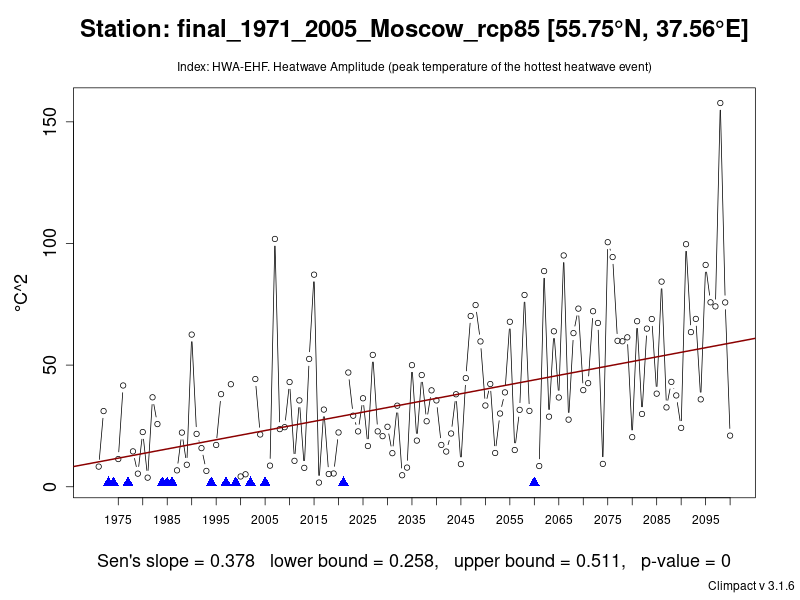 Station: final_1971_2005_Moscow_rcp85 [55.75°N, 37.56°E]
Index: HWA-EHF. Heatwave Amplitude (peak temperature of the hottest heatwave event)
°C^2
150
100
50
0
1975 1985 1995 2005 2015 2025 2035 2045 2055 2065 2075 2085 2095
Sen's slope = 0.378 lower bound = 0.258, upper bound = 0.511, p-value = 0
Climpact v 3.1.6